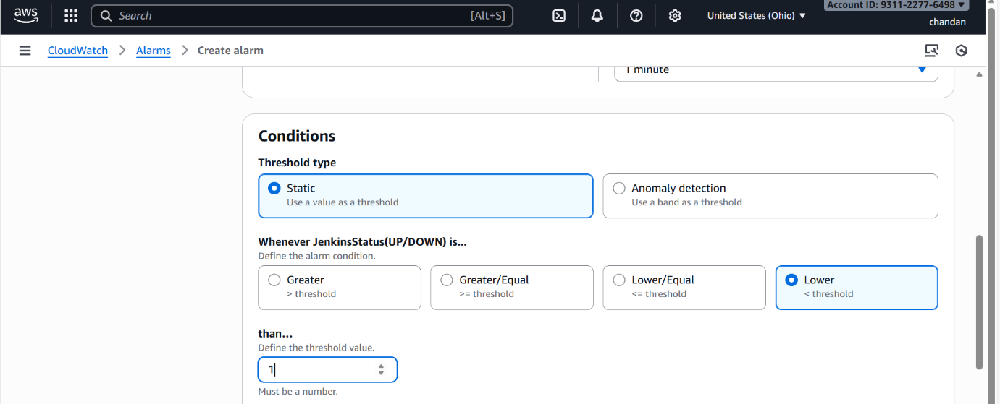 aws
Search [Alt+S] United States (Ohio) Account ID: 9311-2277-6498
chandan
CloudWatch Alarms Create alarm
1 minute
Conditions
Threshold type
Static Anomaly detection
Use a value as a threshold Use a band as a threshold
Whenever JenkinsStatus(UP/DOWN) is...
Define the alarm condition.
Greater Greater/Equal Lower/Equal Lower
> threshold >= threshold <= threshold < threshold
than...
Define the threshold value.
1
Must be a number.